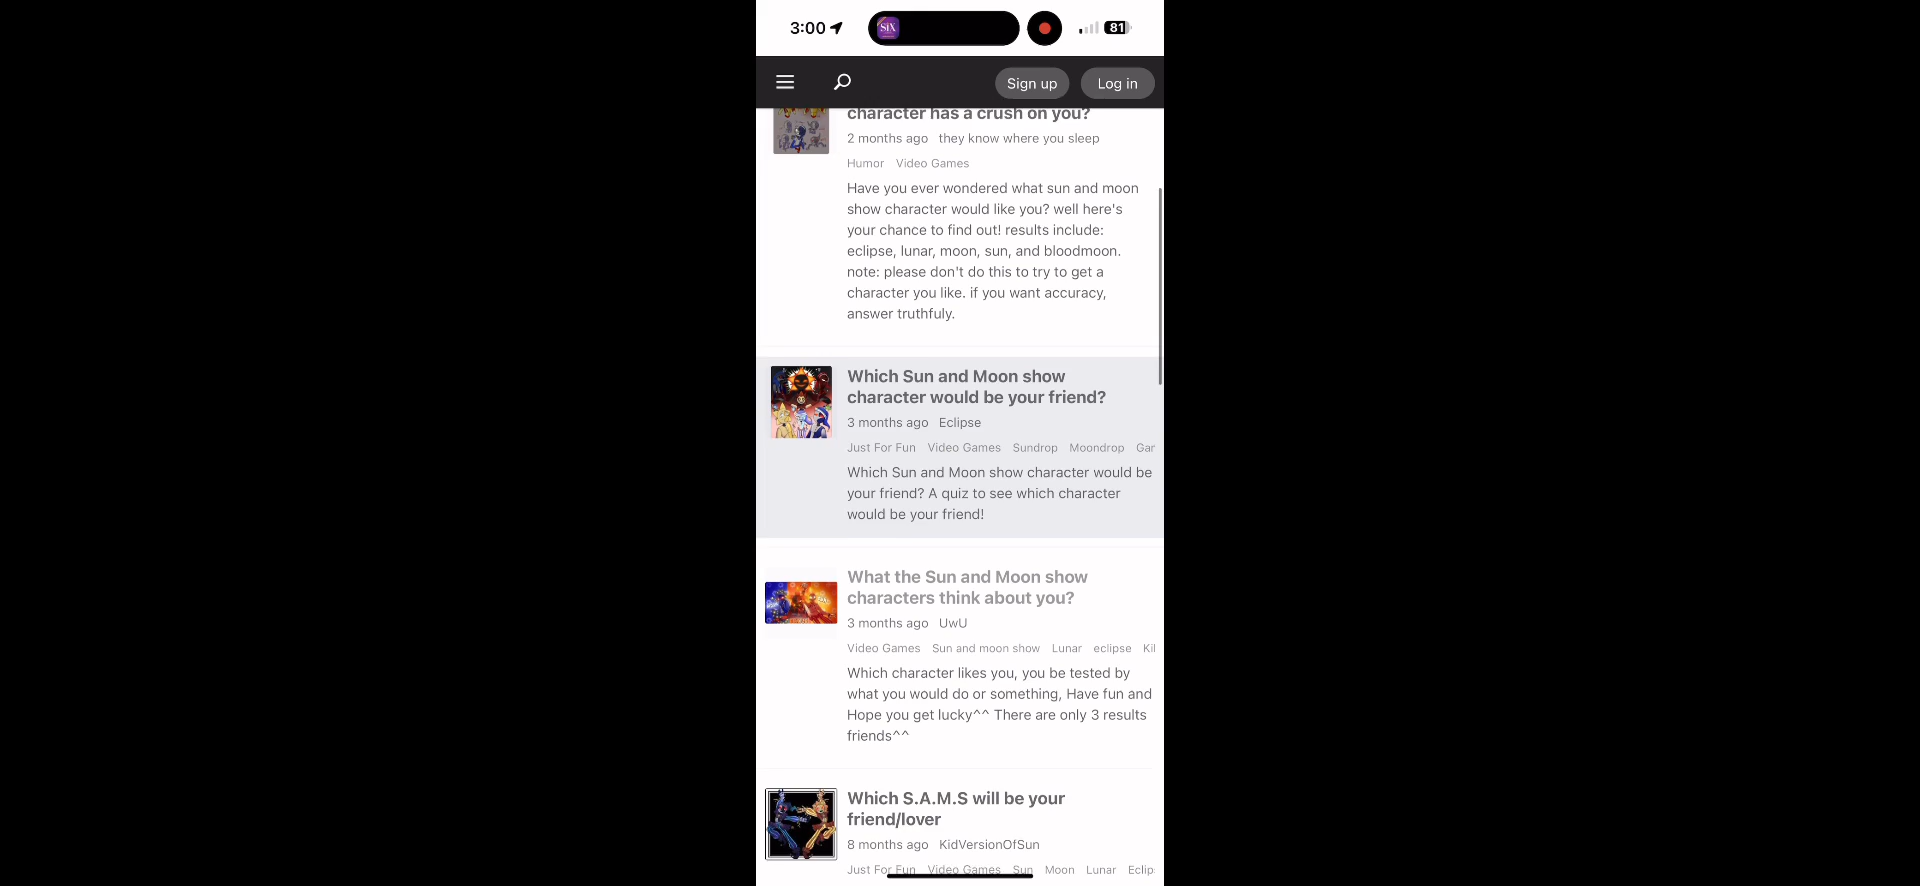 3:00
SIX
81
Sign up
Log in
character has a crush on you?
2 months ago they know where you sleep
Humor Video Games
Have you ever wondered what sun and moon
show character would like you? well here's
your chance to find out! results include:
eclipse, lunar, moon, sun, and bloodmoon.
note: please don't do this to try to get a
character you like. if you want accuracy,
answer truthfuly.
Which Sun and Moon show
character would be your friend?
3 months ago Eclipse
Just For Fun Video Games Sundrop Moondrop Gar
Which Sun and Moon show character would be
your friend? A quiz to see which character
would be your friend!
What the Sun and Moon show
characters think about you?
3 months ago UwU
Video Games Sun and moon show Lunar eclipse Kil
Which character likes you, you be tested by
what you would do or something, Have fun and
Hope you get lucky^^ There are only 3 results
friends^^
Which S.A.M.S will be your
friend/lover
8 months ago KidVersionOfSun
Just For Fun Video Games Sun Moon Lunar Eclip